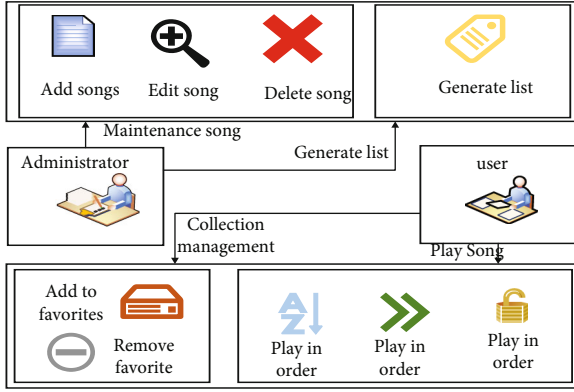 Add songs
Edit song
Delete song
Generate list
Maintenance song
Administrator
Generate list
user
Collection
management
Play Song
Add to
favorites
Remove
favorite
A
Z
Play in
order
Play in
order
Play in
order